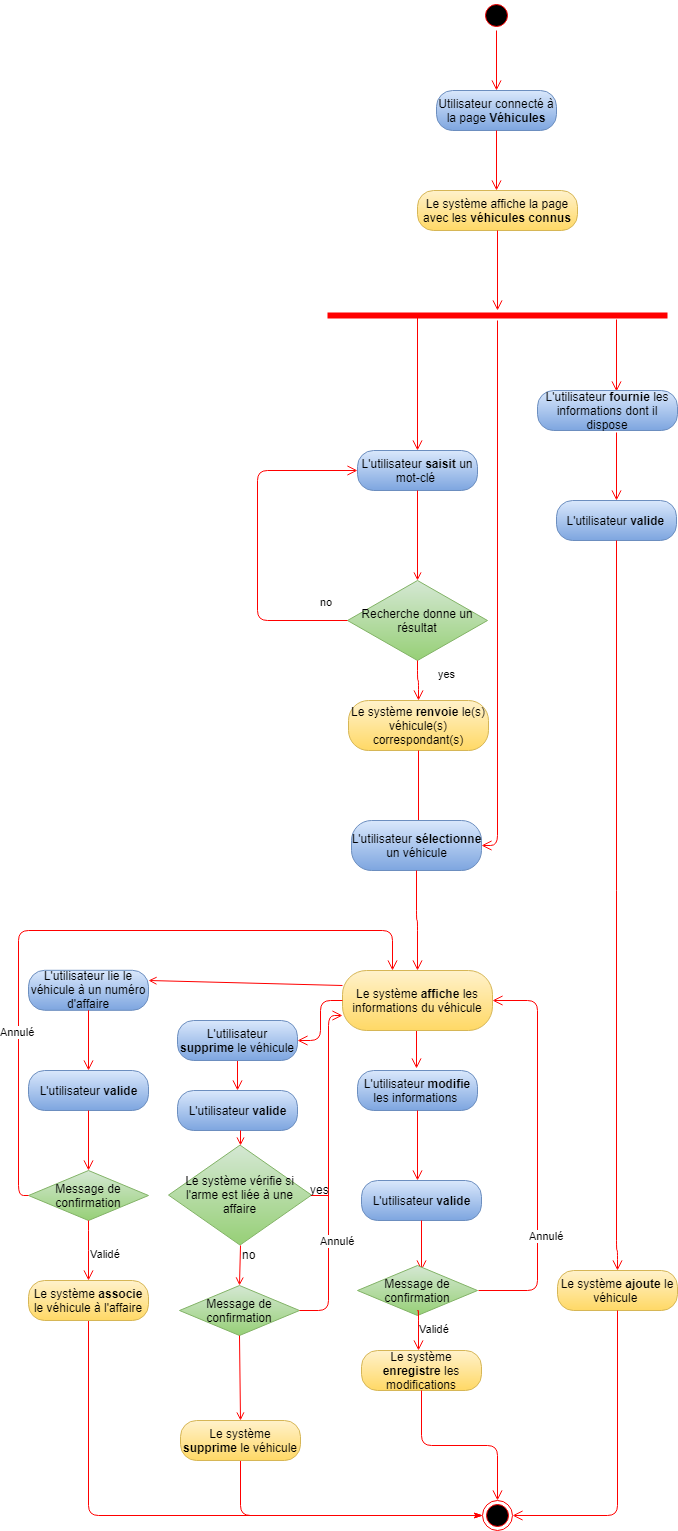 Utilisateur connecté à
la page Véhicules
Le système affiche la page
avec les véhicules connus
L'utilisateur fournie les
informations dont il
dispose
L'utilisateur saisit un
mot-clé
L'utilisateur valide
no
Recherche donne un
résultat
yes
Le système renvoie le(s)
véhicule(s)
correspondant(s)
L'utilisateur sélectionne
un véhicule
L'utilisateur lie le
véhicule à un numéro
d'affaire
Le système affiche les
informations du véhicule
Annulé
L'utilisateur
supprime le véhicule
L'utilisateur modifie
les informations
L'utilisateur valide
L'utilisateur valide
L'utilisateur valide
Message de
confirmation
Le système vérifie si
l'arme est liée à une
affaire
yes
Annulé
Annulé
Validé
no
Le système associe
le véhicule à l'affaire
Message de
confirmation
Message de
confirmation
Le système ajoute le
véhicule
Validé
Le système
enregistre les
modifications
Le système
supprime le véhicule